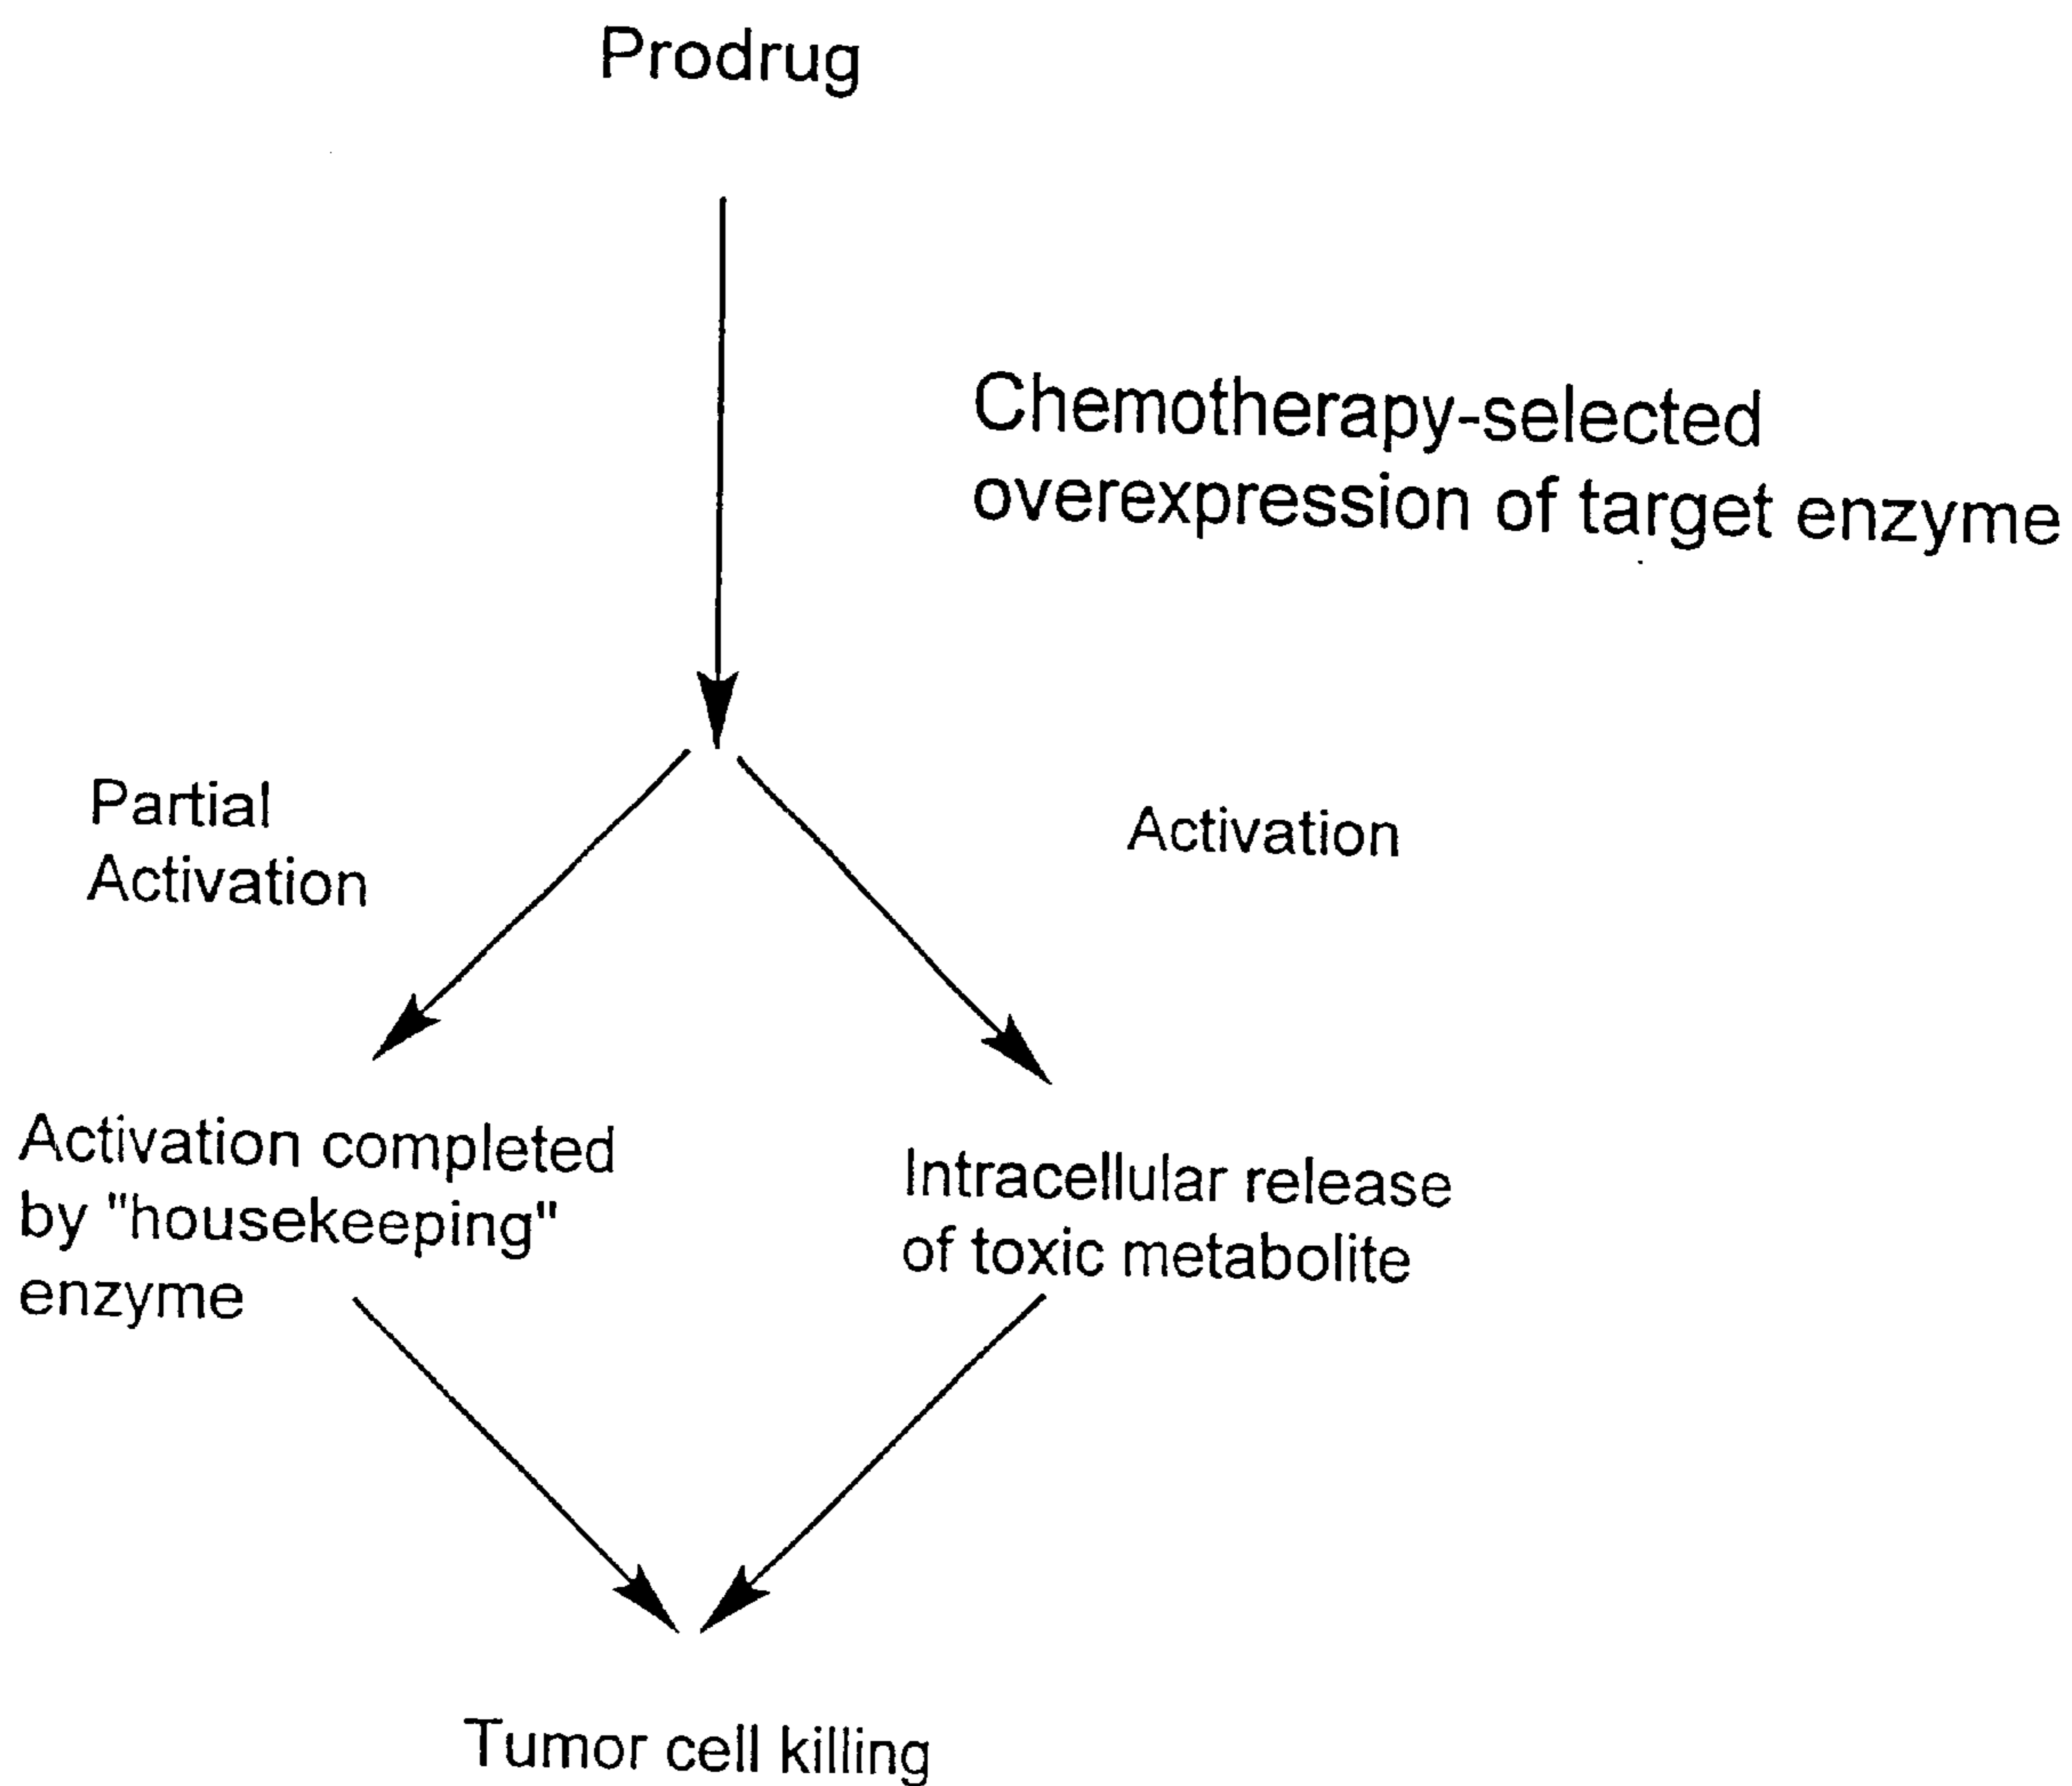 Prodrug
Chemotherapy-selected
overexpression of target enzyme
Partial
Activation
Activation
Activation completed
by "housekeeping"
enzyme
Intracellular release
of toxic metabolite
Tumor cell killing